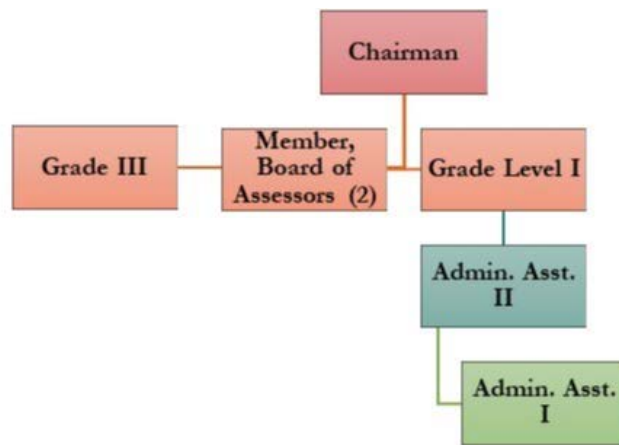 Chairman
Grade III
Member,
Board of
Assessors (2)
Grade Level I
Admin. Asst.
II
Admin. Asst.
I